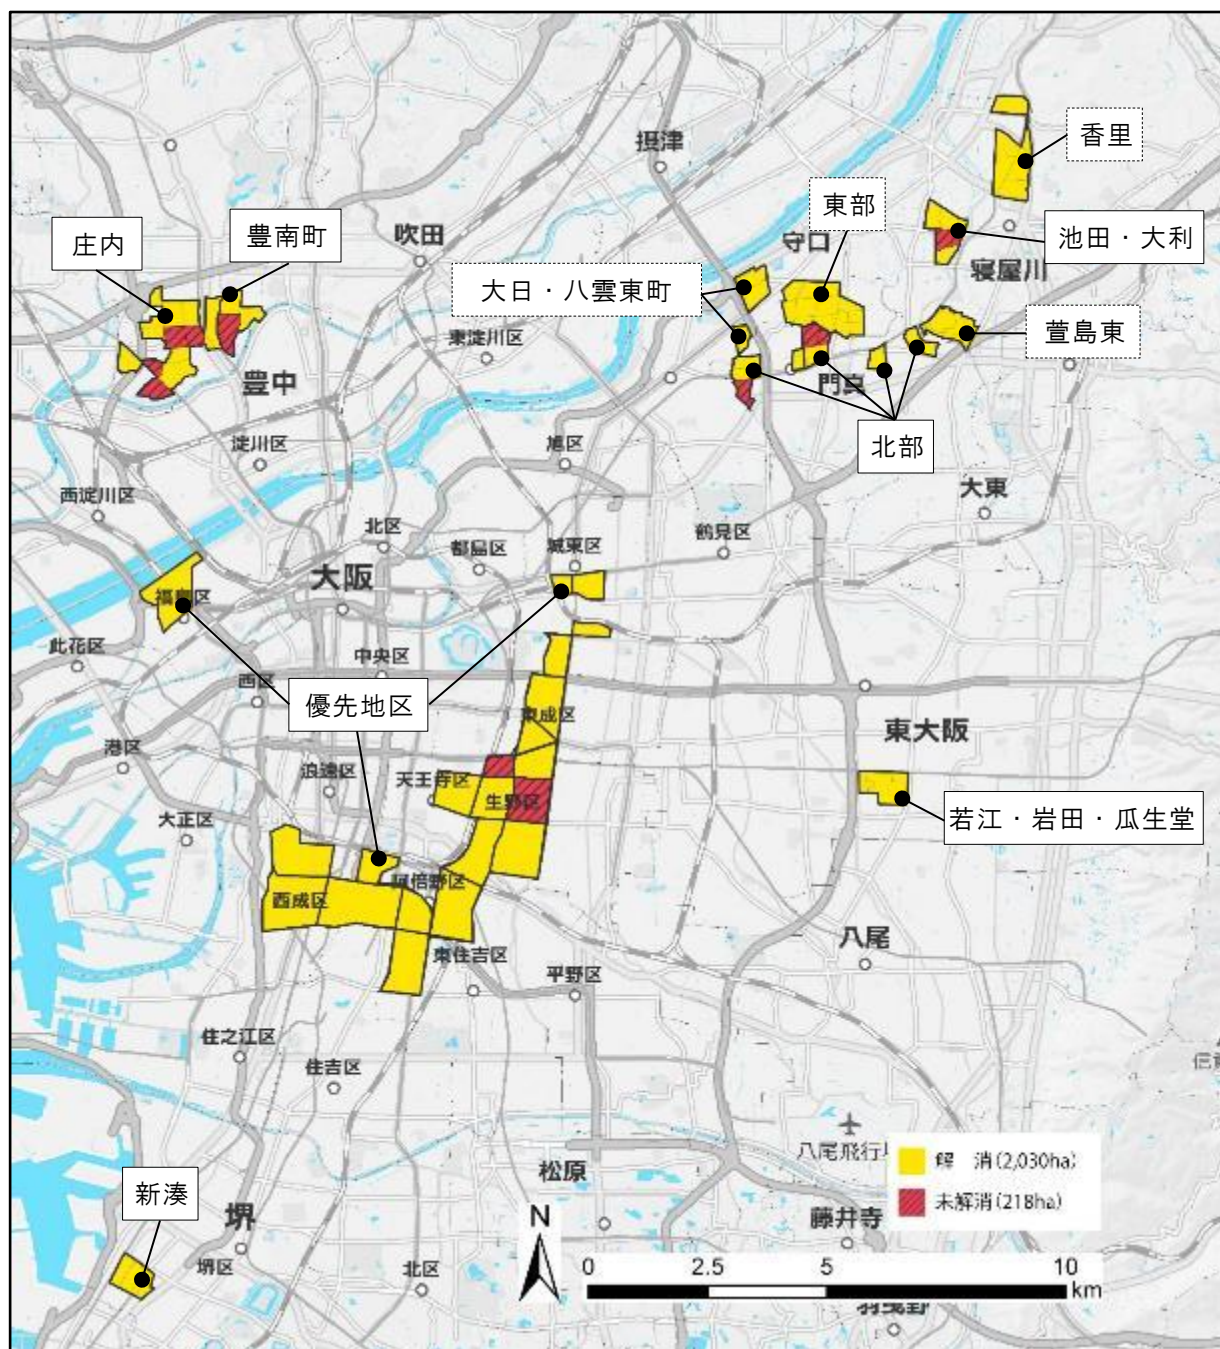 香里
摂津
東部
守口
池田・大利
寝屋川
庄内
豊南町
吹田
大日・八雲東町
東淀川区
萱島東
豊中
門真
北部
淀川区
旭区
西淀川区
大東
北区
都島区
城東区
鶴見区
大阪
福島区
此花区
中央区
西区
優先地区
東成区
東大阪
港区
浪速区
天王寺区
生野区
大正区
若江・岩田・瓜生堂
阿倍野区
西成区
東住吉区
平野区
八尾
住之江区
住吉区
八尾飛行
解 消(2,030ha)
未解消(218ha)
松原
新湊
堺
藤井寺
N
堺区
北区
0 2.5 5 10
km
羽曳野